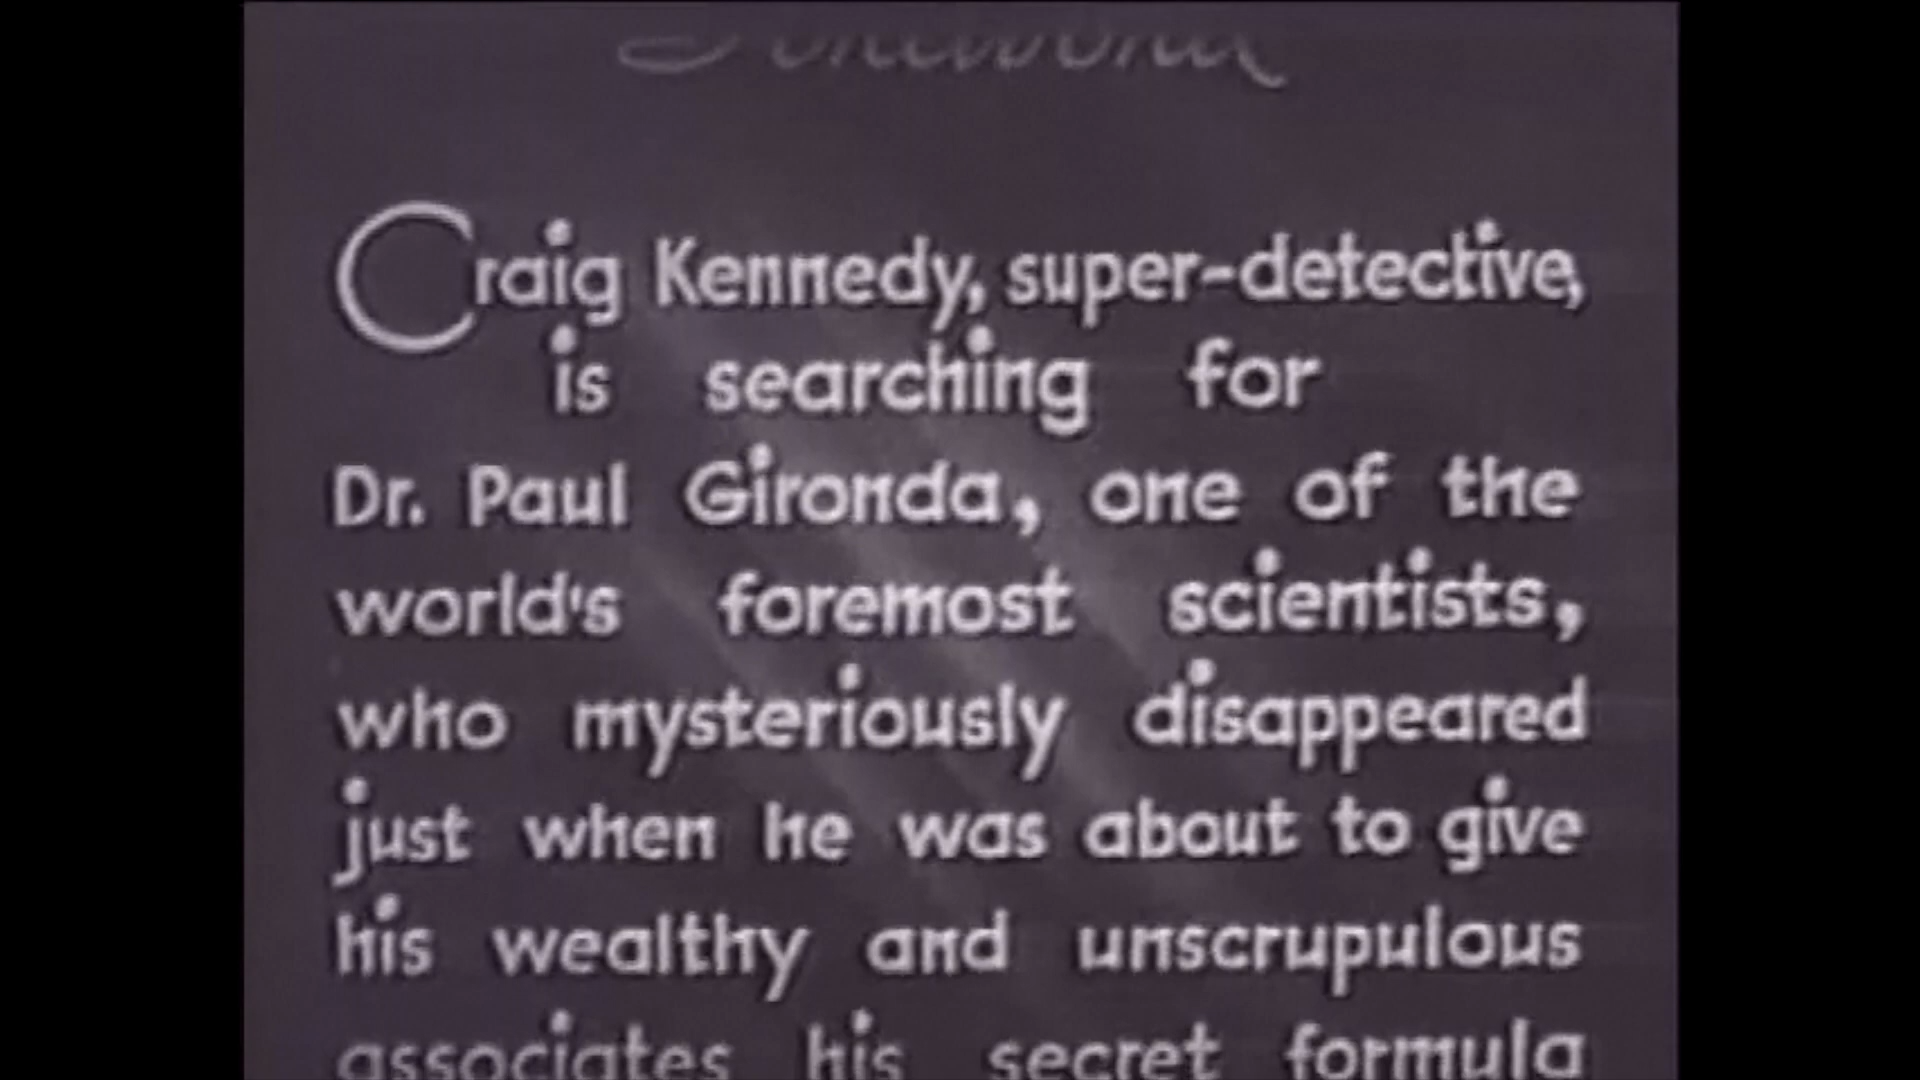 Foreword
Craig Kennedy, super-detective,
is searching for
Dr. Paul Gironda, one of the
world's foremost scientists,
who mysteriously disappeared
just when he was about to give
his wealthy and unscrupulous
associates his secret formula